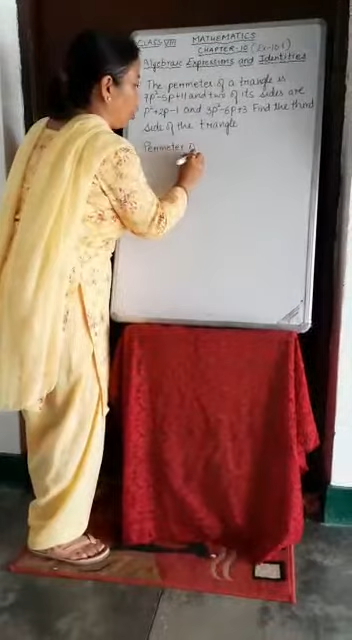 CLASS VIII MATHEMATICS
CHAPTER-10 (Ex-10.1)
Algebraic Expressions and Identities
The perimeter of a triangle is
7p²-5p+11 and two of its sides are
p²+2p-1 and 3p²-6p+3 Find the third
side of the triangle
Perimeter